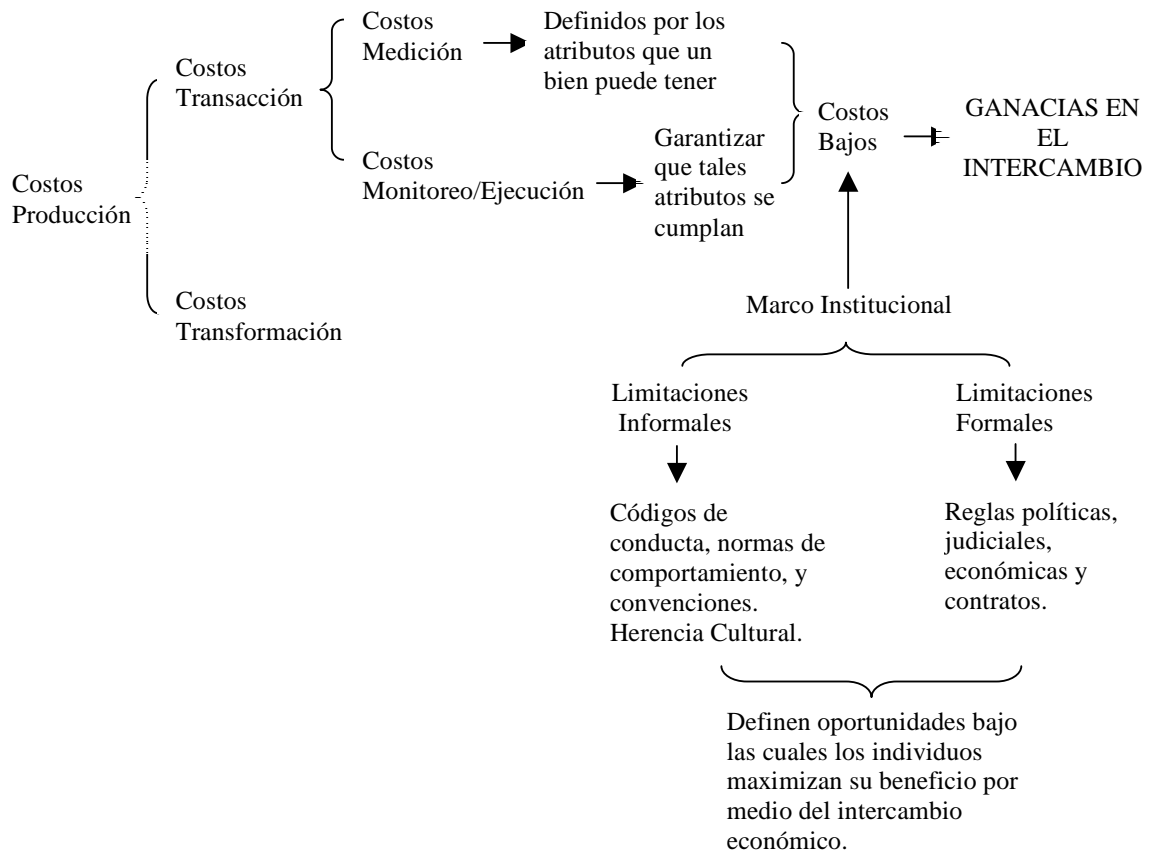 Costos
Producción
Costos
Transacción
Costos
Transformación
Costos
Medición
Definidos por los
atributos que un
bien puede tener
Costos
Monitoreo/Ejecución
Garantizar
que tales
atributos se
cumplan
Costos
Bajos
GANACIAS EN
EL
INTERCAMBIO
Marco Institucional
Limitaciones
Informales
Códigos de
conducta, normas de
comportamiento, y
convenciones.
Herencia Cultural.
Limitaciones
Formales
Reglas políticas,
judiciales,
económicas y
contratos.
Definen oportunidades bajo
las cuales los individuos
maximizan su beneficio por
medio del intercambio
económico.